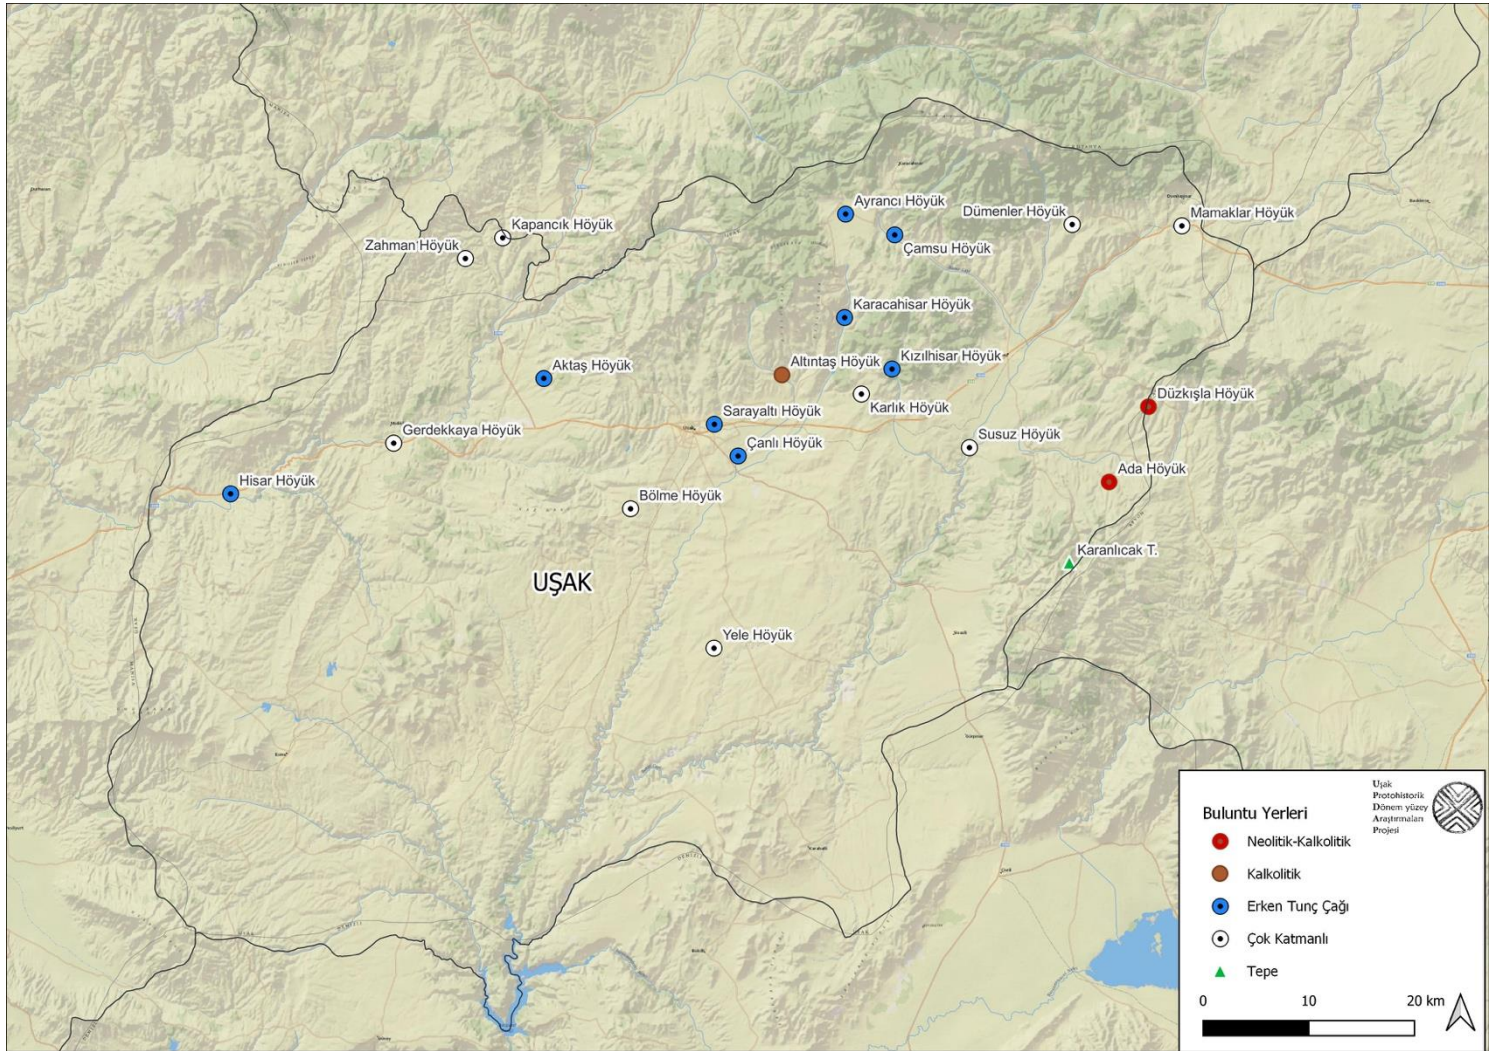 Ayrancı Höyük
Dümenler Höyük
Mamaklar Höyük
Kapancık Höyük
Çamsu Höyük
Zahman Höyük
Karacahisar Höyük
Altıntaş Höyük
Kızılhisar Höyük
Aktaş Höyük
Düzkışla Höyük
Karlık Höyük
Sarayaltı Höyük
Gerdekkaya Höyük
Susuz Höyük
Çanlı Höyük
Ada Höyük
Hisar Höyük
Bölme Höyük
Karanlıcak T.
UŞAK
Yele Höyük
Uşak
Protohistorik
Dönem yüzey
Araştırmaları
Projesi
Buluntu Yerleri
Neolitik-Kalkolitik
Kalkolitik
Erken Tunç Çağı
Çok Katmanlı
Tepe
0 10 20 km